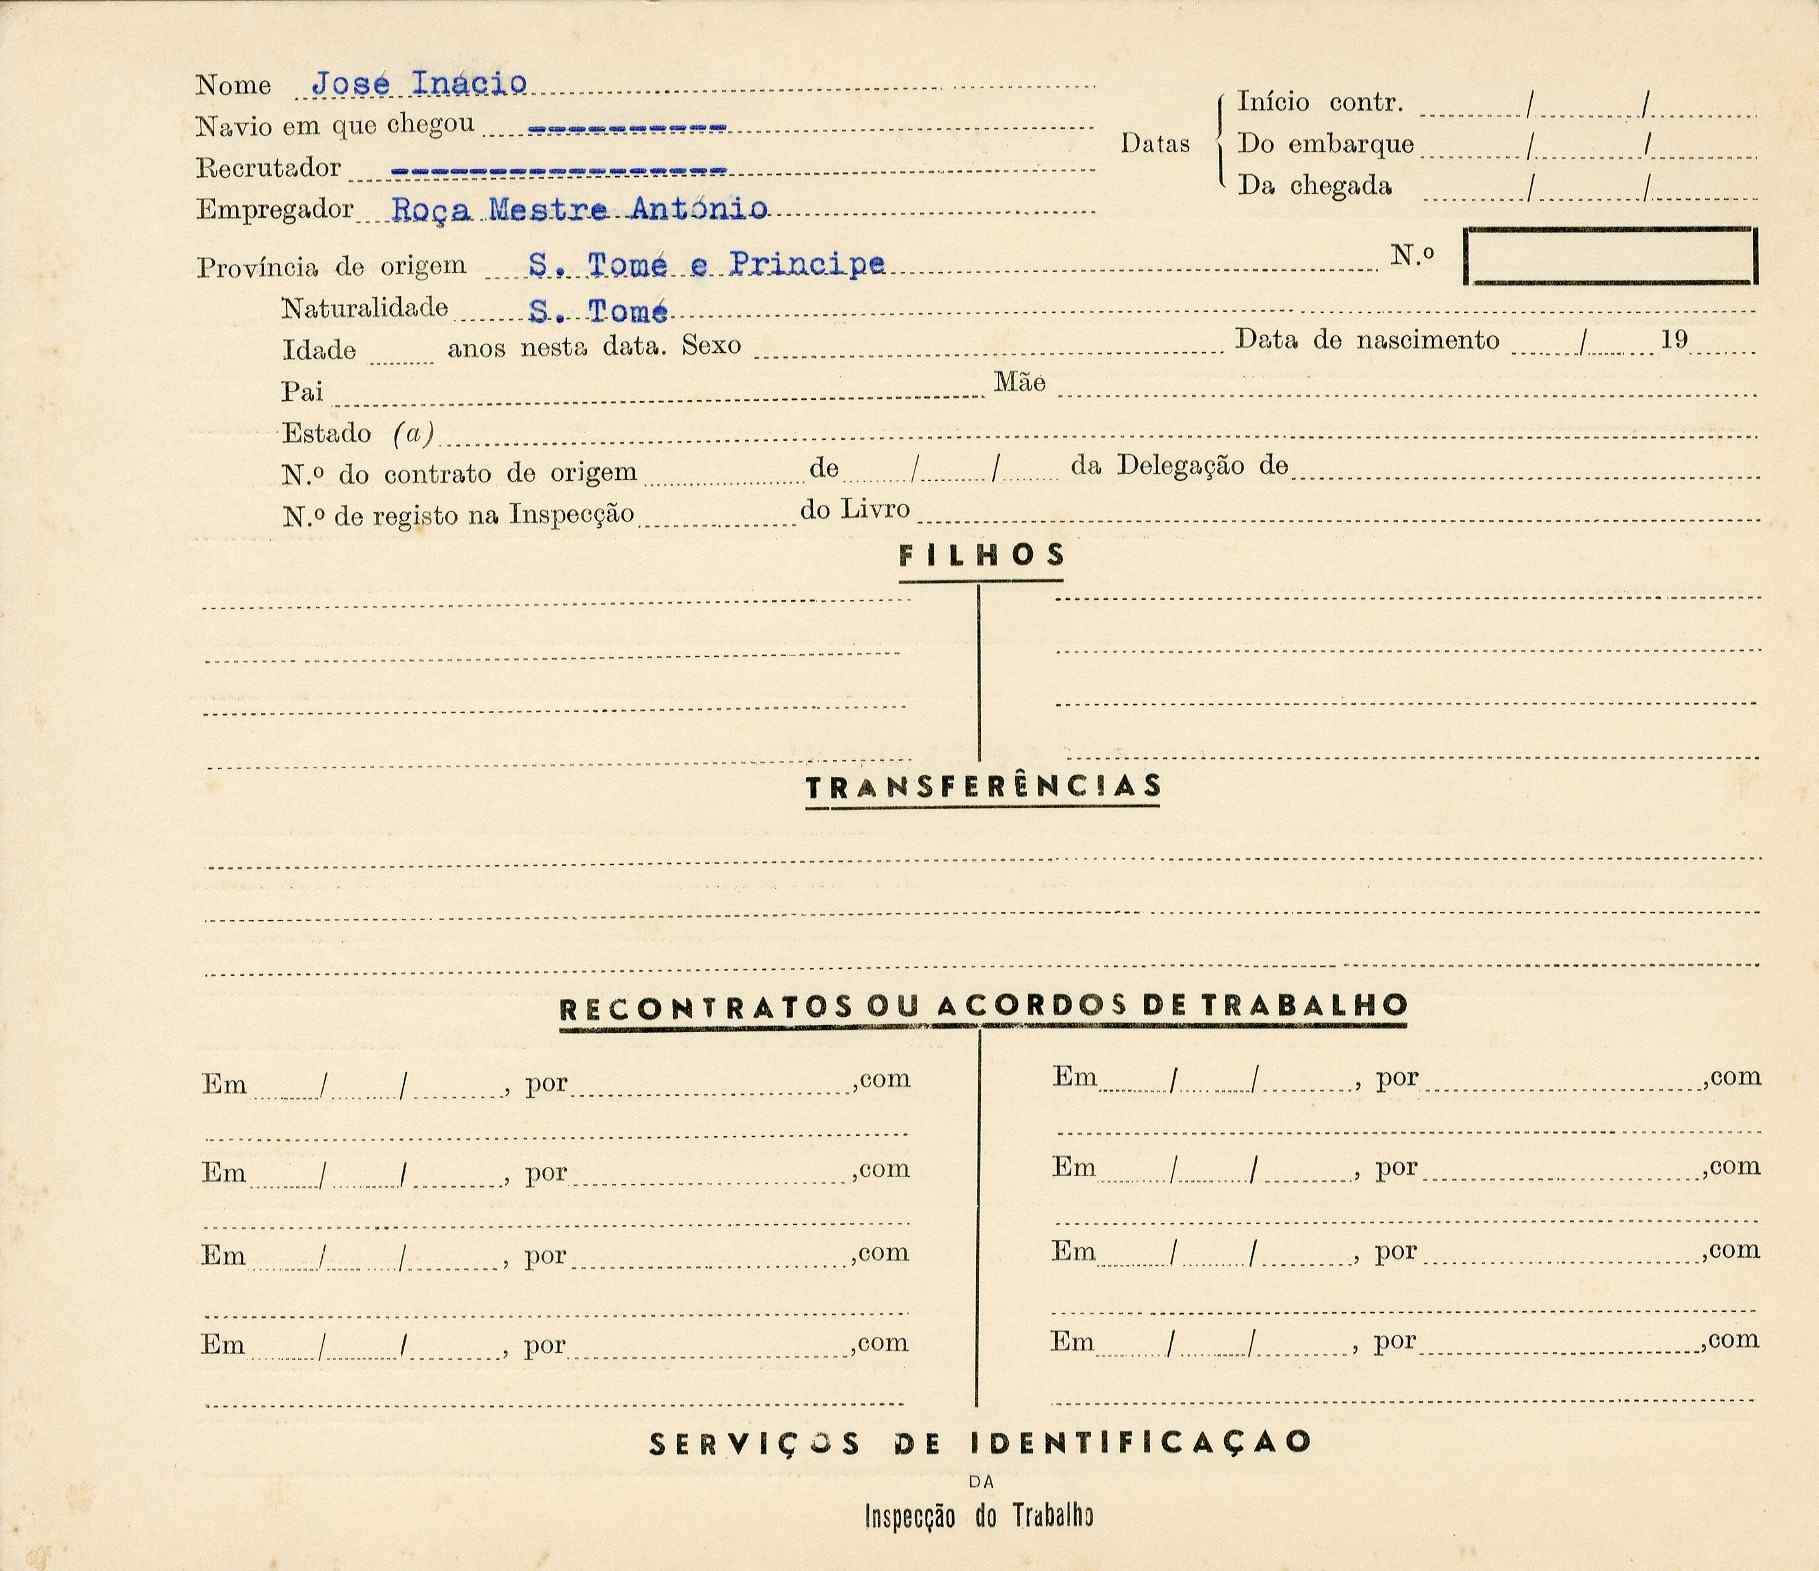 Nome José Inácio
Navio em que chegou ----------
Recrutador -----------------
Empregador Roça Mestre António
Datas
Início contr. / /
Do embarque / /
Da chegada / /
Província de origem S. Tomé e Principe N.º
Naturalidade S. Tomé
Idade anos nesta data. Sexo Data de nascimento / 19
Pai Mãe
Estado (a)
N.º do contrato de origem de / / da Delegação de
N.º de registo na Inspecção do Livro
FILHOS
TRANSFERÊNCIAS
RECONTRATOS OU ACORDOS DE TRABALHO
Em / / , por ,com Em / / , por ,com
Em / / , por ,com Em / / , por ,com
Em / / , por ,com Em / / , por ,com
Em / / , por ,com Em / / , por ,com
SERVIÇOS DE IDENTIFICAÇAO
DA
Inspecção do Trabalho